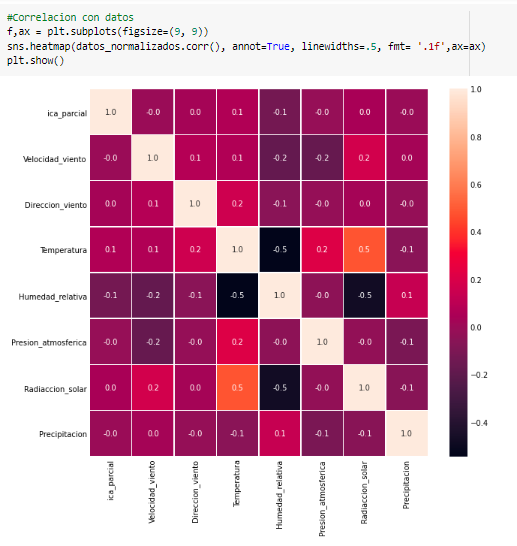 #Correlacion con datos
f,ax = plt.subplots(figsize=(9, 9))
sns.heatmap(datos_normalizados.corr(), annot=True, linewidths=.5, fmt= '.1f',ax=ax)
plt.show()
ica_parcial 1.0 -0.0 0.0 0.1 -0.1 -0.0 0.0 -0.0
Velocidad_viento -0.0 1.0 0.1 0.1 -0.2 -0.2 0.2 0.0
Direccion_viento 0.0 0.1 1.0 0.2 -0.1 -0.0 0.0 -0.0
Temperatura 0.1 0.1 0.2 1.0 -0.5 0.2 0.5 -0.1
Humedad_relativa -0.1 -0.2 -0.1 -0.5 1.0 -0.0 -0.5 0.1
Presion_atmosferica -0.0 -0.2 -0.0 0.2 -0.0 1.0 -0.0 -0.1
Radiaccion_solar 0.0 0.2 0.0 0.5 -0.5 -0.0 1.0 -0.1
Precipitacion -0.0 0.0 -0.0 -0.1 0.1 -0.1 -0.1 1.0
ica_parcial
Velocidad_viento
Direccion_viento
Temperatura
Humedad_relativa
Presion_atmosferica
Radiaccion_solar
Precipitacion
1.0
0.8
0.6
0.4
0.2
0.0
−0.2
−0.4